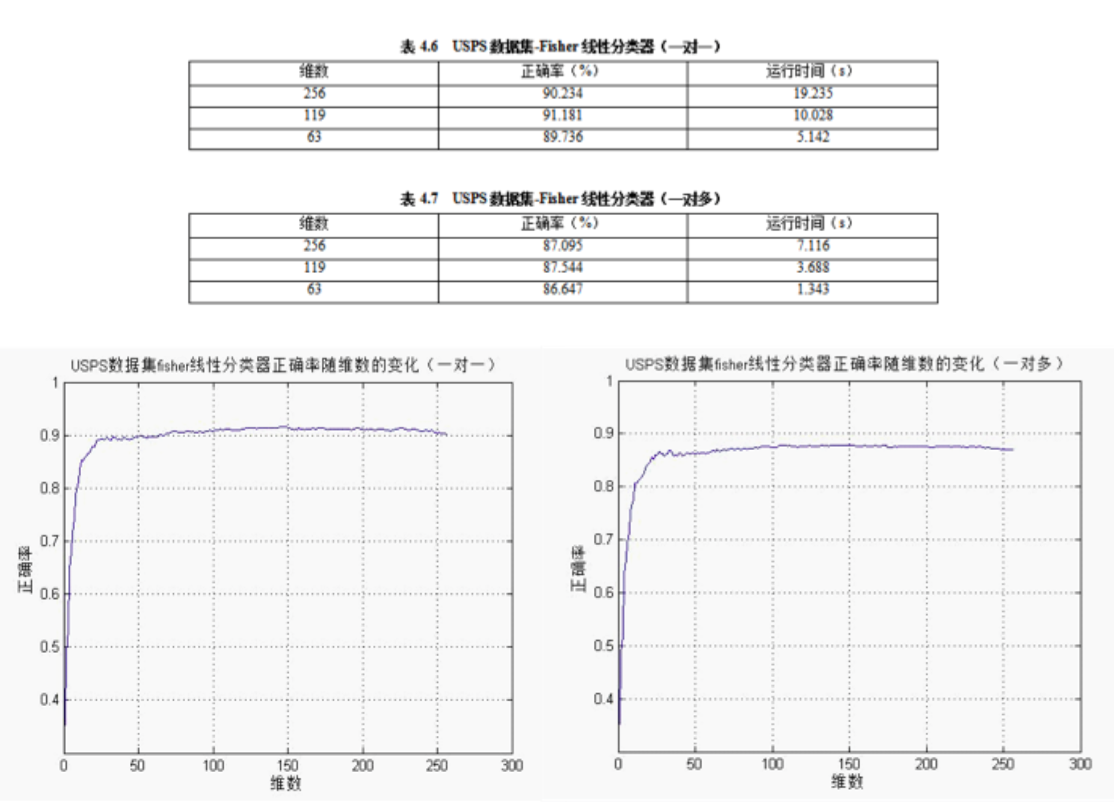 表 4.6 USPS 数据集-Fisher 线性分类器（一对一）
维数 正确率（%） 运行时间（s）
256 90.234 19.235
119 91.181 10.028
63 89.736 5.142
表 4.7 USPS 数据集-Fisher 线性分类器（一对多）
维数 正确率（%） 运行时间（s）
256 87.095 7.116
119 87.544 3.688
63 86.647 1.343
USPS数据集fisher线性分类器正确率随维数的变化（一对一）
1
0.9
0.8
0.7
0.6
0.5
0.4
正确率
0 50 100 150 200 250 300
维数
USPS数据集fisher线性分类器正确率随维数的变化（一对多）
1
0.9
0.8
0.7
0.6
0.5
0.4
正确率
0 50 100 150 200 250 300
维数